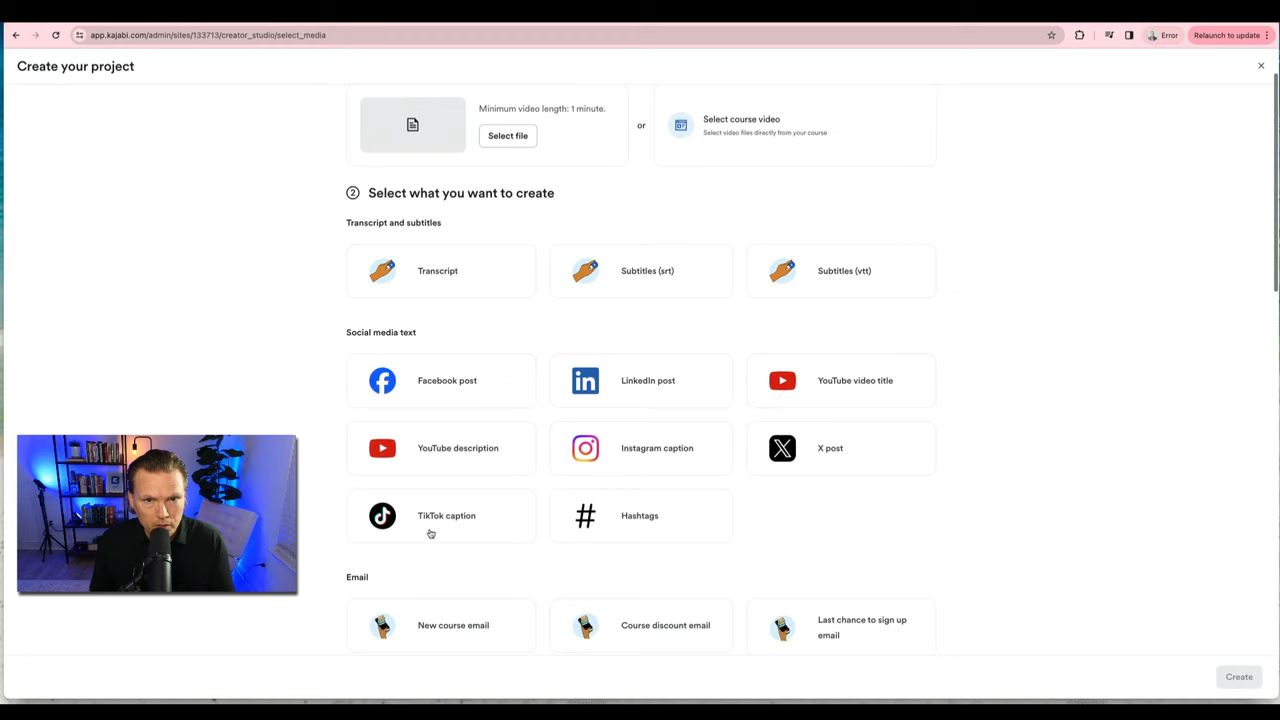 app.kajabi.com/admin/sites/133713/creator_studio/select_media
Error
Relaunch to update
Create your project
Minimum video length: 1 minute.
Select file
or
Select course video
Select video files directly from your course
2 Select what you want to create
Transcript and subtitles
Transcript
Subtitles (srt)
Subtitles (vtt)
Social media text
Facebook post
LinkedIn post
YouTube video title
YouTube description
Instagram caption
X post
TikTok caption
Hashtags
Email
New course email
Course discount email
Last chance to sign up
email
Create